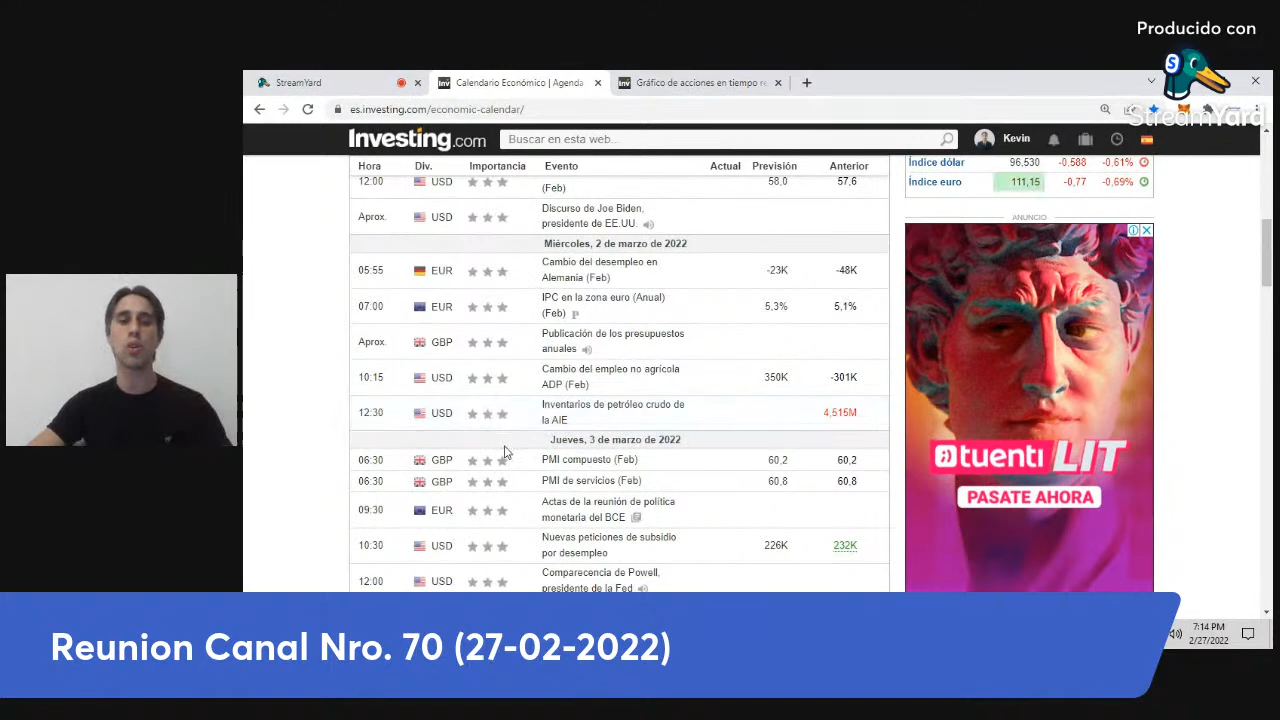 Producido con
StreamYard
StreamYard
Calendario Económico | Agenda
Gráfico de acciones en tiempo re
es.investing.com/economic-calendar/
Investing.com
Buscar en esta web...
Kevin
Hora Div. Importancia Evento Actual Previsión Anterior
12:00 USD (Feb) 58,0 57,6
Aprox. USD Discurso de Joe Biden,
presidente de EE.UU.
Miércoles, 2 de marzo de 2022
05:55 EUR Cambio del desempleo en
Alemania (Feb) -23K -48K
07:00 EUR IPC en la zona euro (Anual)
(Feb) P 5,3% 5,1%
Aprox. GBP Publicación de los presupuestos
anuales
10:15 USD Cambio del empleo no agrícola
ADP (Feb) 350K -301K
12:30 USD Inventarios de petróleo crudo de
la AIE 4,515M
Jueves, 3 de marzo de 2022
06:30 GBP PMI compuesto (Feb) 60,2 60,2
06:30 GBP PMI de servicios (Feb) 60,8 60,8
09:30 EUR Actas de la reunión de política
monetaria del BCE
10:30 USD Nuevas peticiones de subsidio
por desempleo 226K 232K
12:00 USD Comparecencia de Powell,
presidente de la Fed
Índice dólar 96,530 -0,588 -0,61%
Índice euro 111,15 -0,77 -0,69%
ANUNCIO
tuenti LIT
PASATE AHORA
Reunion Canal Nro. 70 (27-02-2022)
7:14 PM
2/27/2022